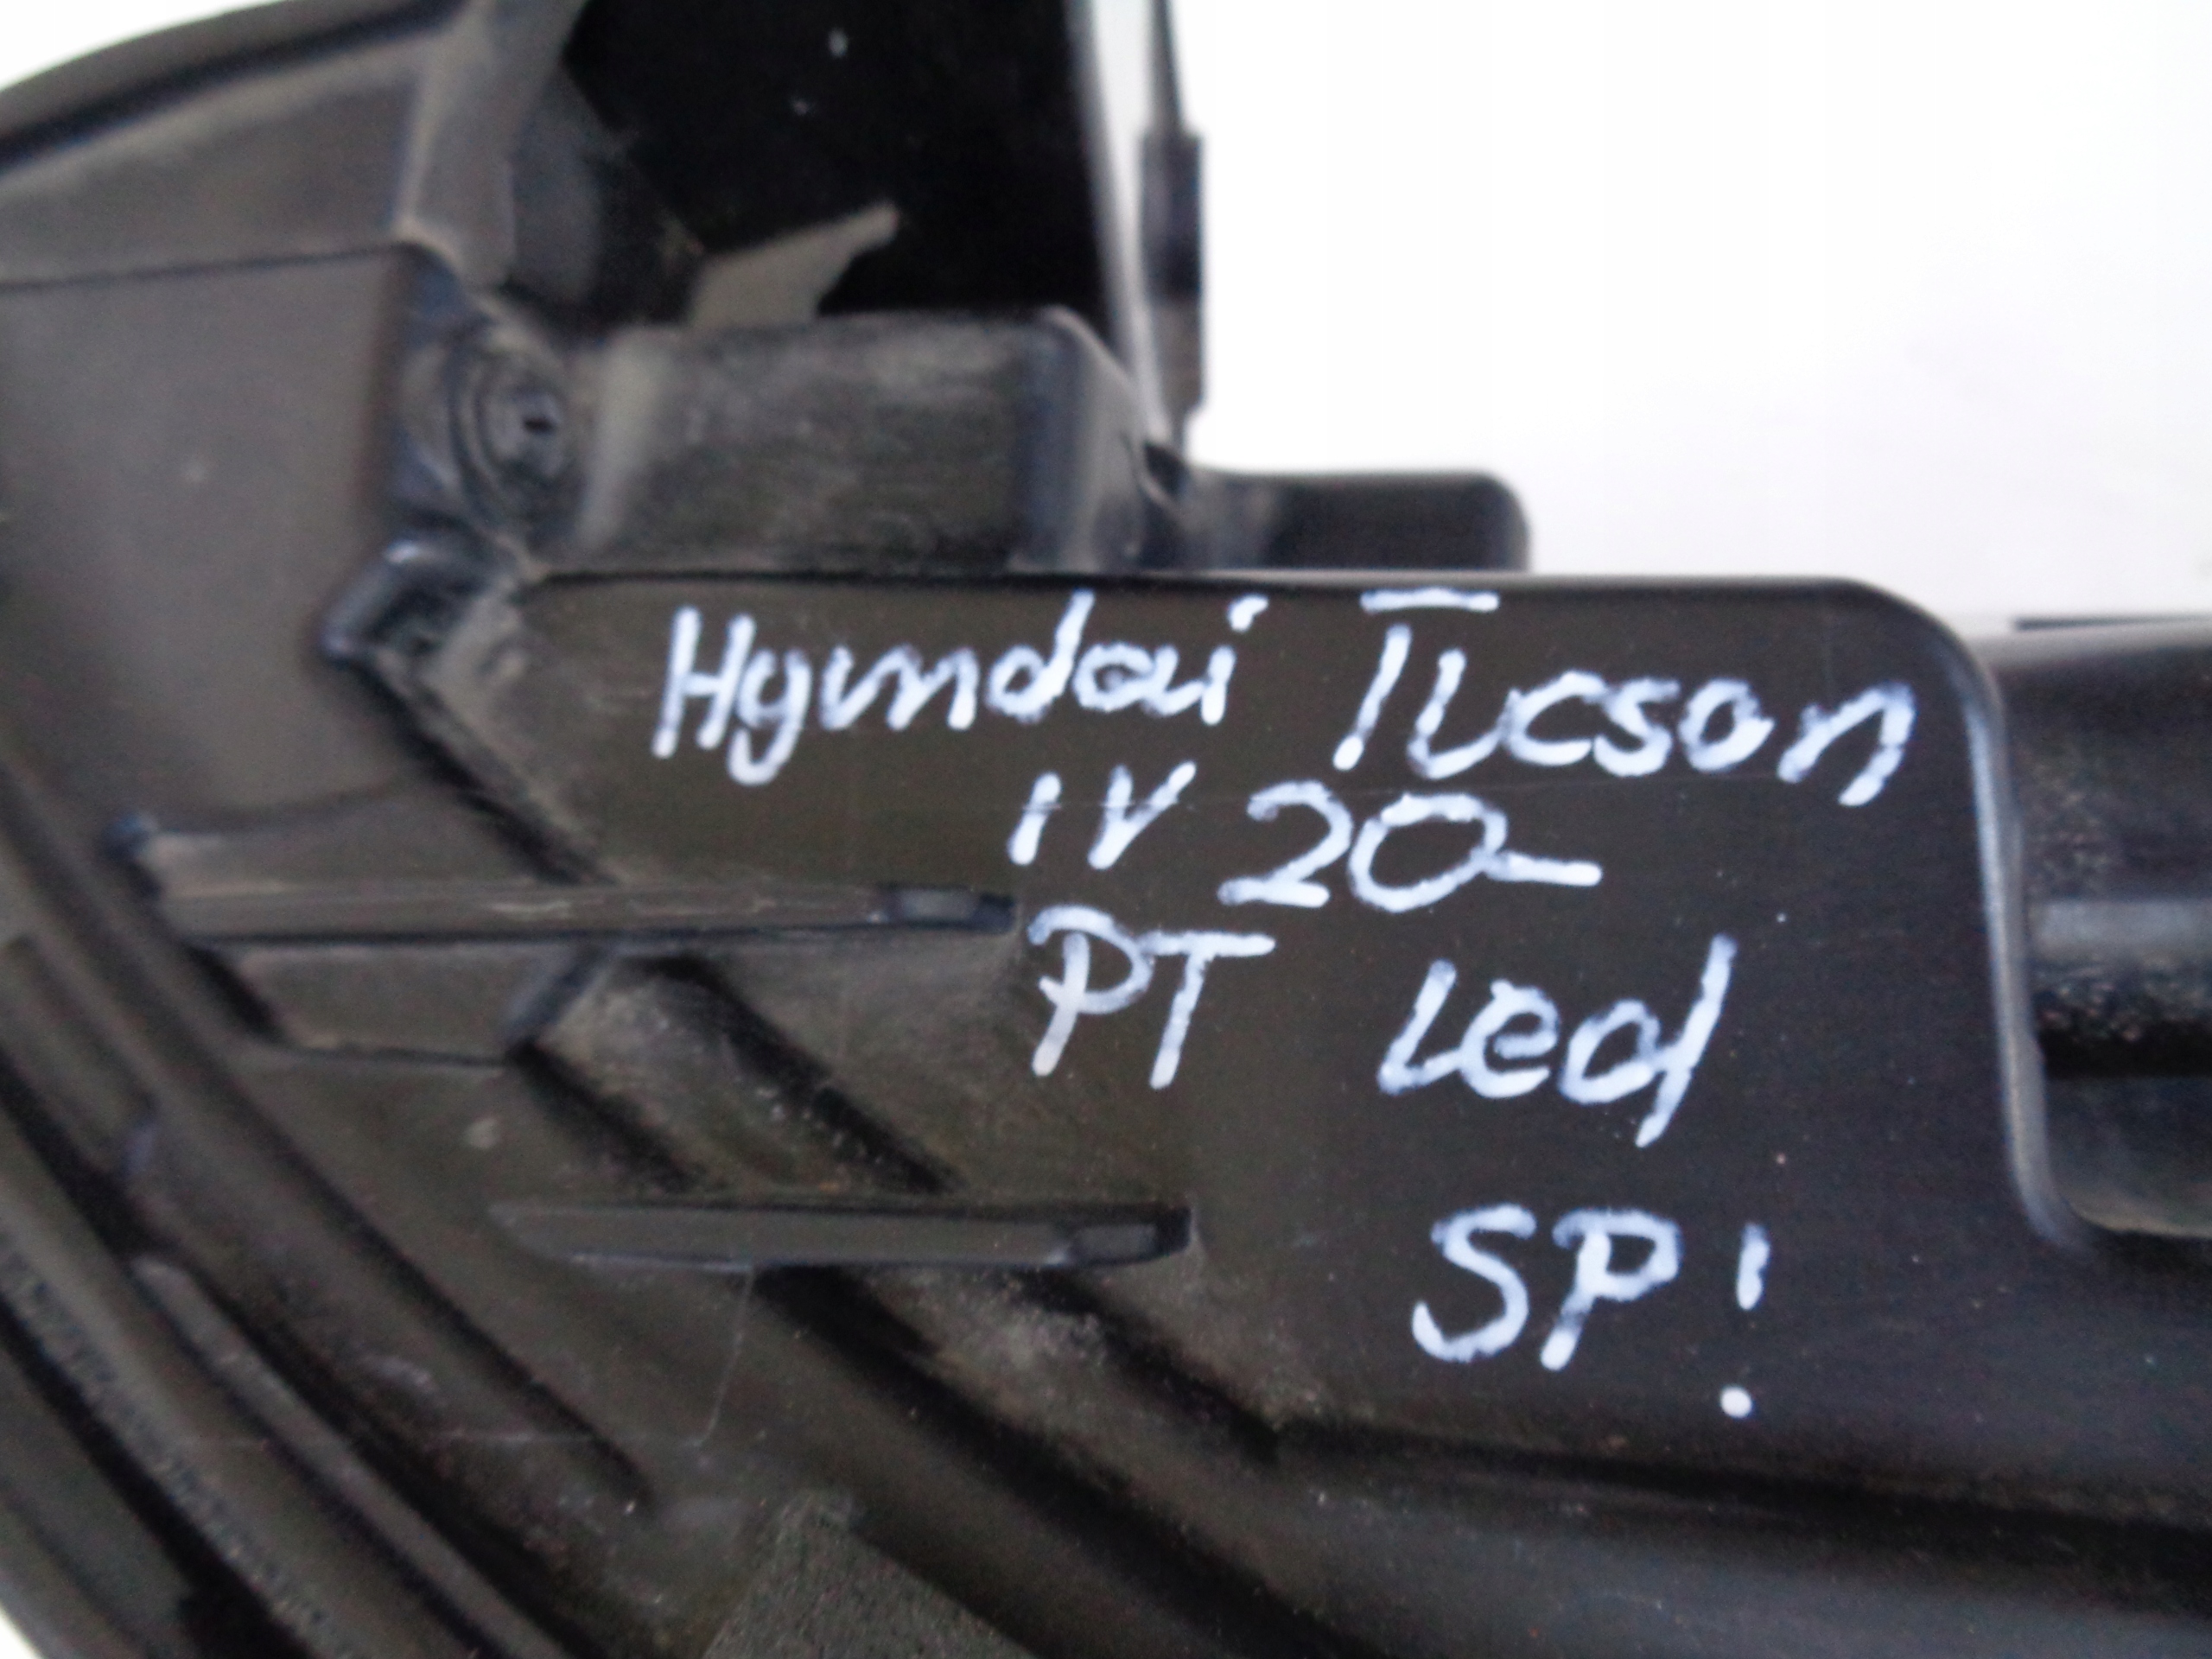 Hyundai Tucson
IV 20-
PT Led
SP!